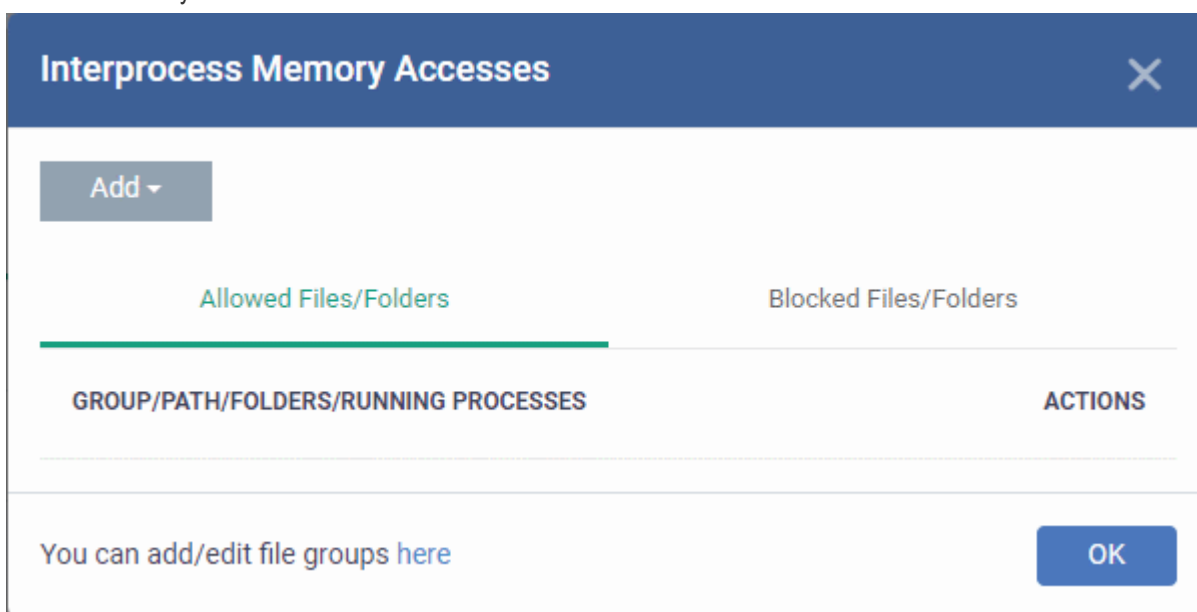 Interprocess Memory Accesses
Add
Allowed Files/Folders Blocked Files/Folders
GROUP/PATH/FOLDERS/RUNNING PROCESSES ACTIONS
You can add/edit file groups here OK